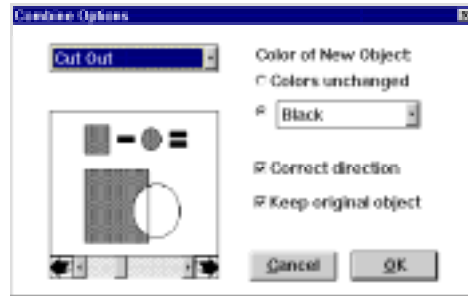 Combine Options
Cut Out
Color of New Object:
Colors unchanged
Black
Correct direction
Keep original object
Cancel
OK